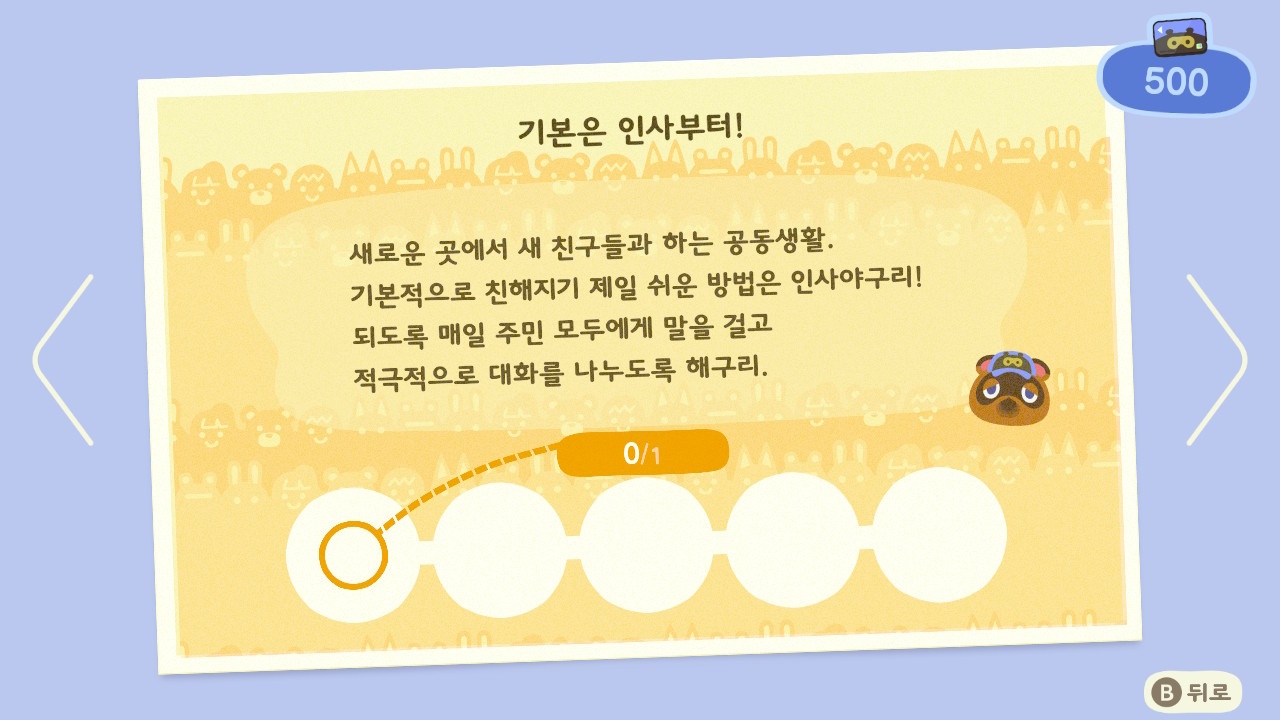 500
기본은 인사부터!
새로운 곳에서 새 친구들과 하는 공동생활.
기본적으로 친해지기 제일 쉬운 방법은 인사야구리!
되도록 매일 주민 모두에게 말을 걸고
적극적으로 대화를 나누도록 해구리.
0/1
B 뒤로